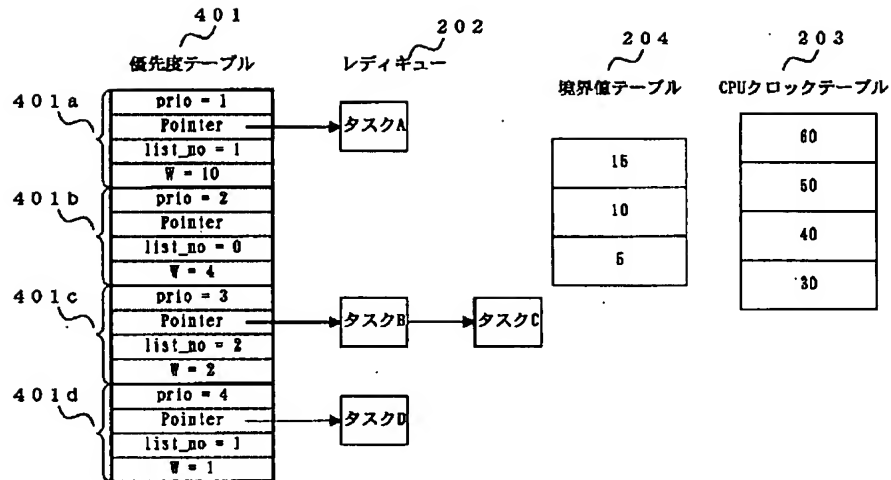 401
202
204
203
優先度テーブル
レディキュー
境界値テーブル
CPUクロックテーブル
401a
prio = 1
Pointer
list_no = 1
W = 10
タスクA
401b
prio = 2
Pointer
list_no = 0
W = 4
401c
prio = 3
Pointer
list_no = 2
W = 2
タスクB
タスクC
401d
prio = 4
Pointer
list_no = 1
W = 1
タスクD
15
10
5
60
50
40
30